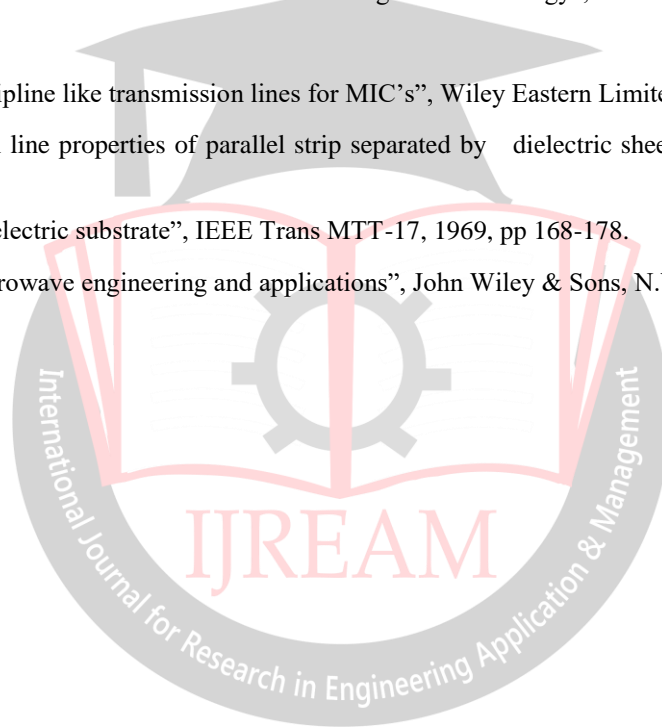 ipline like transmission lines for MIC's", Wiley Eastern Limite
line properties of parallel strip separated by dielectric shee
electric substrate", IEEE Trans MTT-17, 1969, pp 168-178.
rowave engineering and applications", John Wiley & Sons, N.
International Journal for Research in Engineering Application & Management
IJREAM